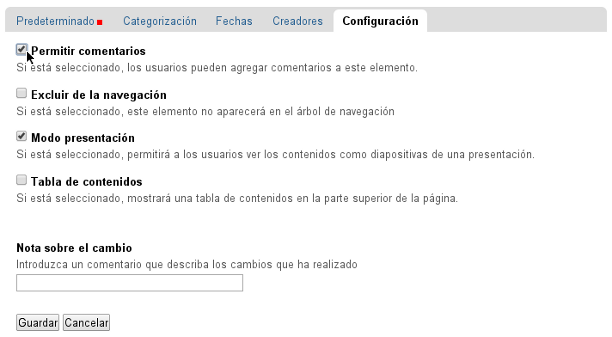 Predeterminado Categorización Fechas Creadores Configuración
Permitir comentarios
Si está seleccionado, los usuarios pueden agregar comentarios a este elemento.
Excluir de la navegación
Si está seleccionado, este elemento no aparecerá en el árbol de navegación
Modo presentación
Si está seleccionado, permitirá a los usuarios ver los contenidos como diapositivas de una presentación.
Tabla de contenidos
Si está seleccionado, mostrará una tabla de contenidos en la parte superior de la página.
Nota sobre el cambio
Introduzca un comentario que describa los cambios que ha realizado
Guardar Cancelar